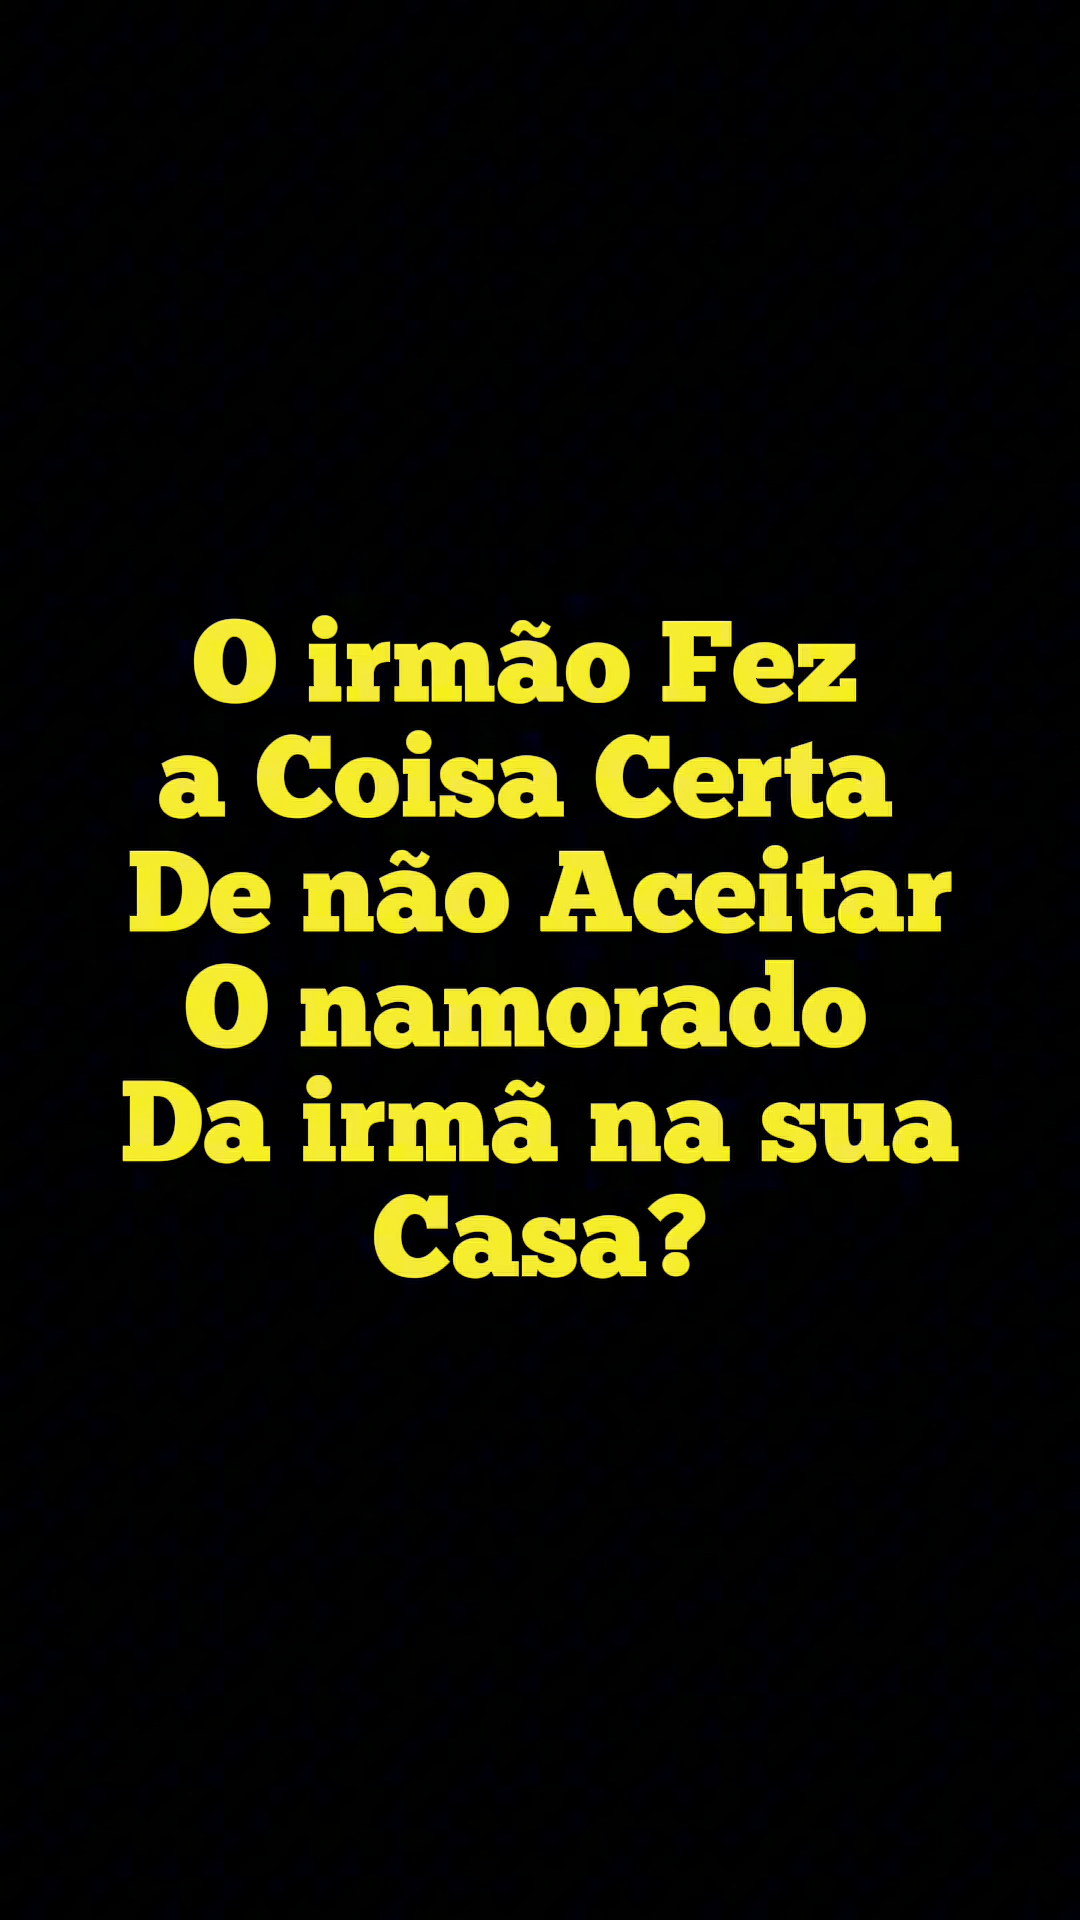 O irmão Fez
a Coisa Certa
De não Aceitar
O namorado
Da irmã na sua
Casa?